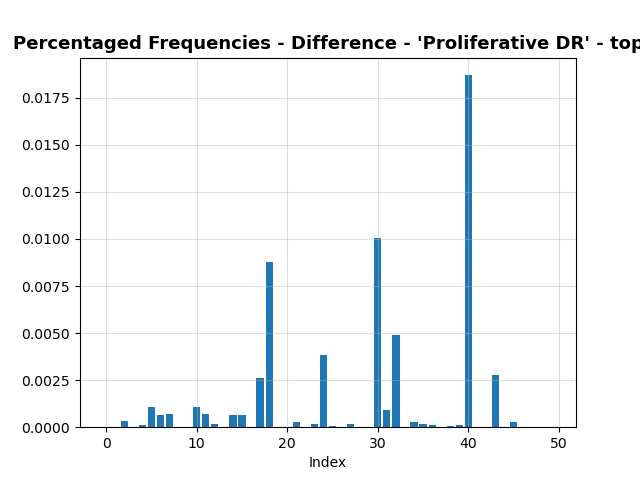 Percentaged Frequencies - Difference - 'Proliferative DR' - top
0.0175
0.0150
0.0125
0.0100
0.0075
0.0050
0.0025
0.0000
0 10 20 30 40 50
Index